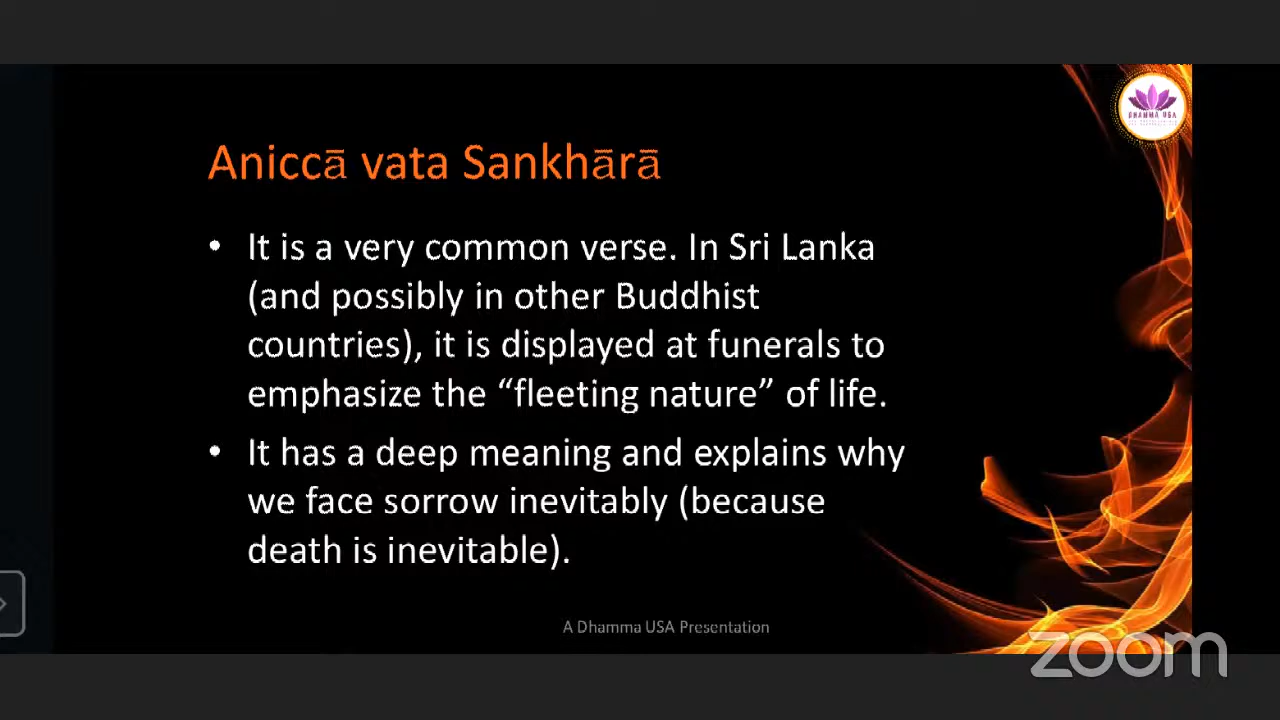 DHAMMA USA
Aniccā vata Sankhārā
• It is a very common verse. In Sri Lanka
(and possibly in other Buddhist
countries), it is displayed at funerals to
emphasize the “fleeting nature” of life.
• It has a deep meaning and explains why
we face sorrow inevitably (because
death is inevitable).
A Dhamma USA Presentation
zoom